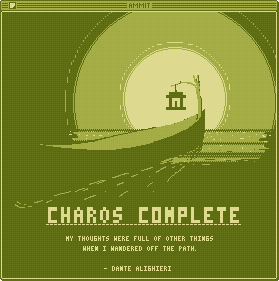 AMMIT
CHAROS COMPLETE
MY THOUGHTS WERE FULL OF OTHER THINGS
WHEN I WANDERED OFF THE PATH.
- DANTE ALIGHIERI